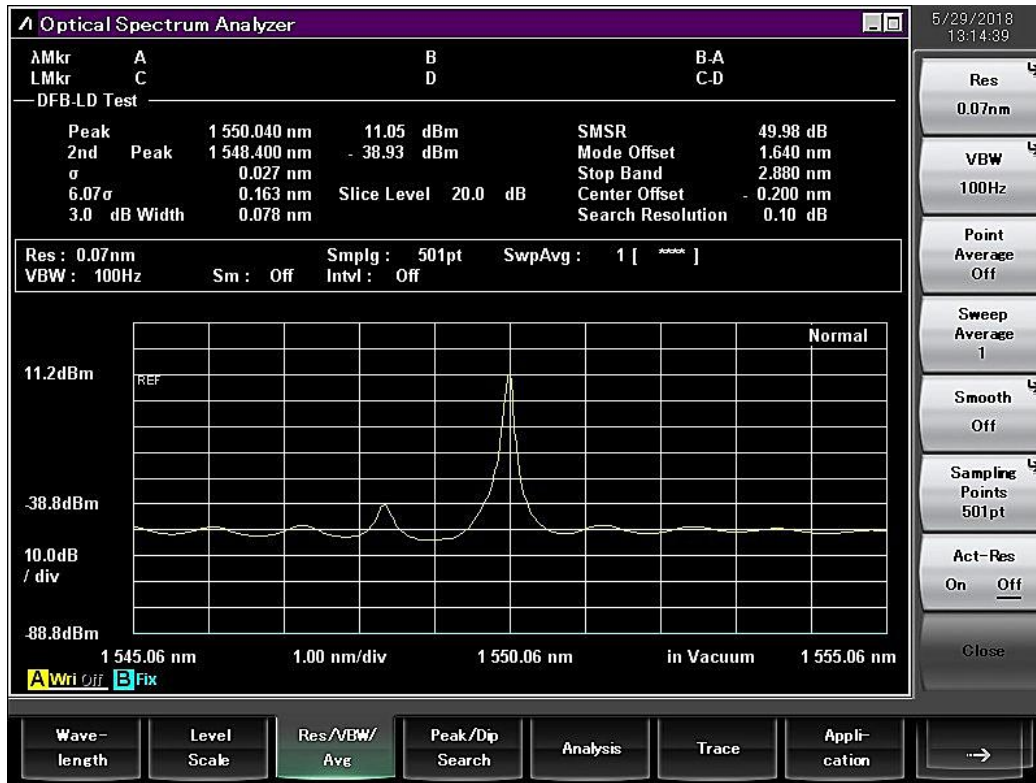 Optical Spectrum Analyzer
5/29/2018
13:14:39
λMkr A B B-A
LMkr C D C-D
DFB-LD Test
Peak 1 550.040 nm 11.05 dBm SMSR 49.98 dB
2nd Peak 1 548.400 nm - 38.93 dBm Mode Offset 1.640 nm
σ 0.027 nm Stop Band 2.880 nm
6.07σ 0.163 nm Slice Level 20.0 dB Center Offset - 0.200 nm
3.0 dB Width 0.078 nm Search Resolution 0.10 dB
Res : 0.07nm Smplg : 501pt SwpAvg : 1 [ **** ]
VBW : 100Hz Sm : Off Intvl : Off
Normal
11.2dBm
REF
-38.8dBm
10.0dB
/ div
-88.8dBm
1 545.06 nm 1.00 nm/div 1 550.06 nm in Vacuum 1 555.06 nm
A Wri Off B Fix
Res
0.07nm
VBW
100Hz
Point
Average
Off
Sweep
Average
1
Smooth
Off
Sampling
Points
501pt
Act-Res
On Off
Close
Wave-
length
Level
Scale
Res/VBW/
Avg
Peak/Dip
Search
Analysis
Trace
Appli-
cation